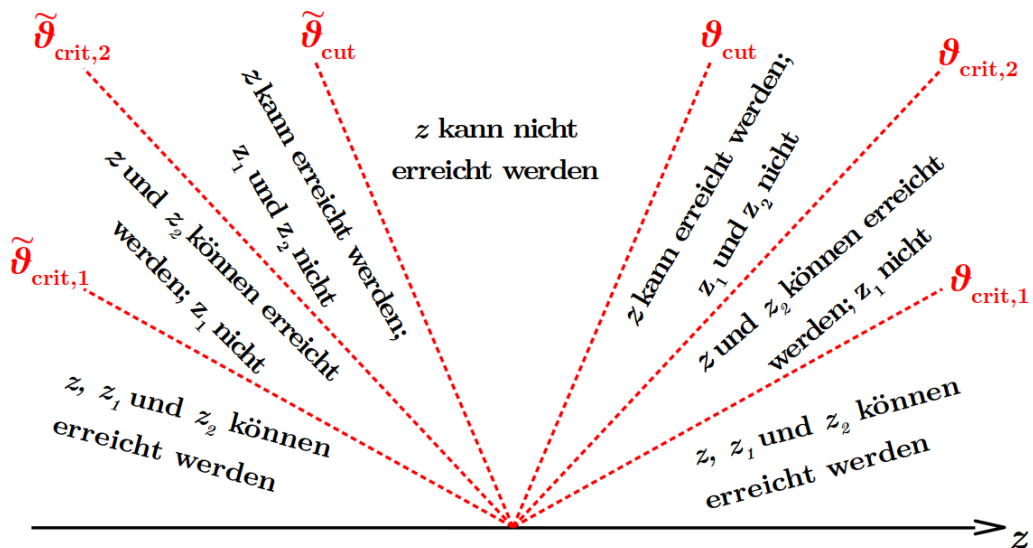 ϑ̃crit,2
ϑ̃cut
ϑcut
ϑcrit,2
z kann nicht
erreicht werden
z kann erreicht werden;
z₁ und z₂ nicht
z kann erreicht werden;
z₁ und z₂ nicht
z und z₂ können erreicht
werden; z₁ nicht
z und z₂ können erreicht
werden; z₁ nicht
ϑ̃crit,1
ϑcrit,1
z, z₁ und z₂ können
erreicht werden
z, z₁ und z₂ können
erreicht werden
z